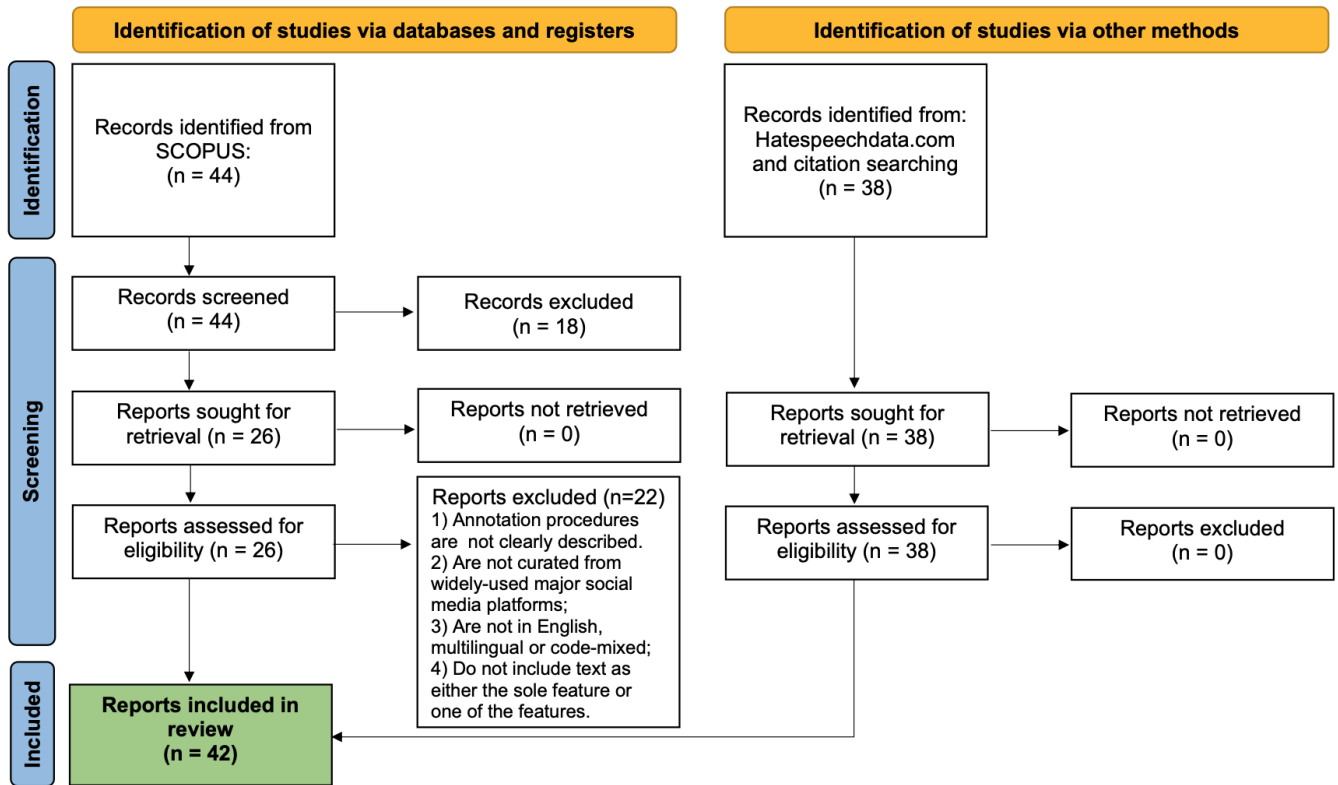 Identification of studies via databases and registers
Identification of studies via other methods
Identification
Records identified from
SCOPUS:
(n = 44)
Records identified from:
Hatespeechdata.com
and citation searching
(n = 38)
Screening
Records screened
(n = 44)
Records excluded
(n = 18)
Reports sought for
retrieval (n = 26)
Reports not retrieved
(n = 0)
Reports sought for
retrieval (n = 38)
Reports not retrieved
(n = 0)
Reports assessed for
eligibility (n = 26)
Reports excluded (n=22)
1) Annotation procedures
are not clearly described.
2) Are not curated from
widely-used major social
media platforms;
3) Are not in English,
multilingual or code-mixed;
4) Do not include text as
either the sole feature or
one of the features.
Reports assessed for
eligibility (n = 38)
Reports excluded
(n = 0)
Included
Reports included in
review
(n = 42)